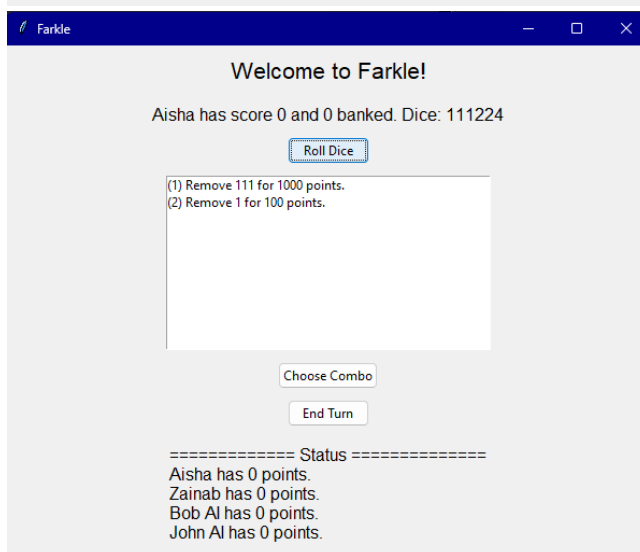 Farkle
Welcome to Farkle!
Aisha has score 0 and 0 banked. Dice: 111224
Roll Dice
(1) Remove 111 for 1000 points.
(2) Remove 1 for 100 points.
Choose Combo
End Turn
============= Status ==============
Aisha has 0 points.
Zainab has 0 points.
Bob AI has 0 points.
John AI has 0 points.